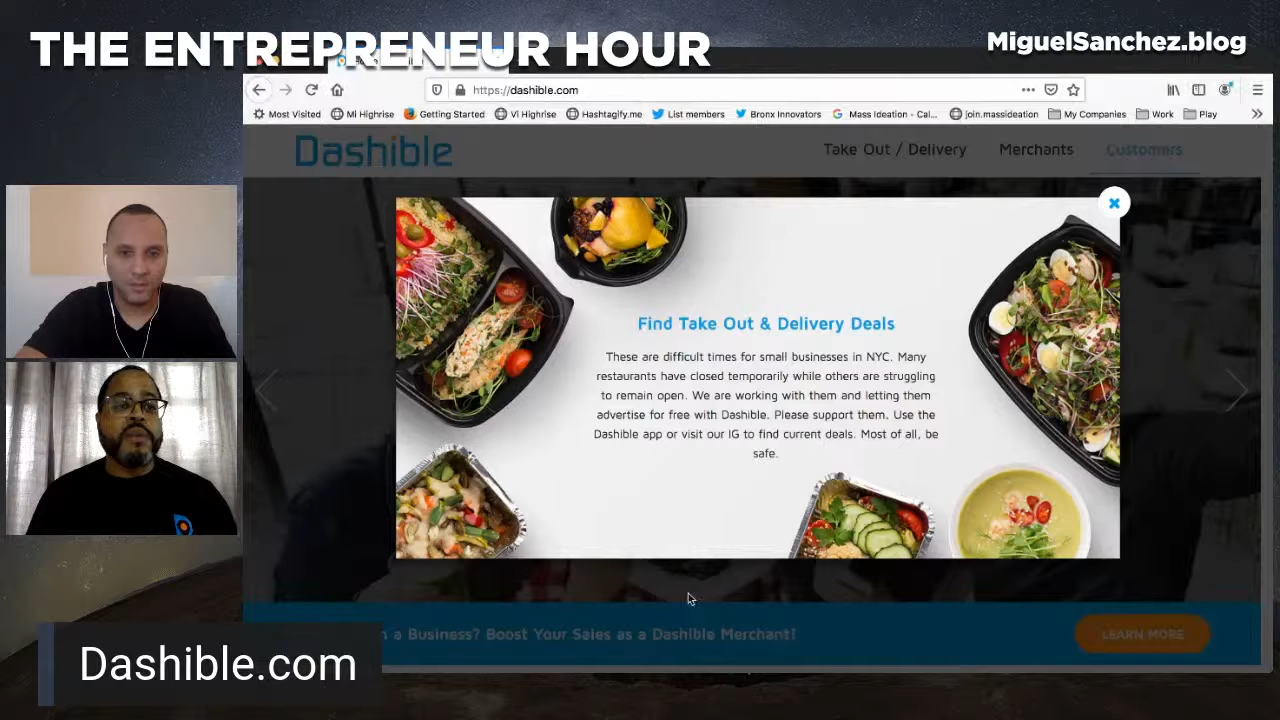 THE ENTREPRENEUR HOUR
MiguelSanchez.blog
https://dashible.com
Most Visited
Mi Highrise
Getting Started
Vi Highrise
Hashtagify.me
List members
Bronx Innovators
Mass Ideation - Cal...
join.massideation
My Companies
Work
Play
Dashible
Take Out / Delivery
Merchants
Customers
Find Take Out & Delivery Deals
These are difficult times for small businesses in NYC. Many
restaurants have closed temporarily while others are struggling
to remain open. We are working with them and letting them
advertise for free with Dashible. Please support them. Use the
Dashible app or visit our IG to find current deals. Most of all, be
safe.
a Business? Boost Your Sales as a Dashible Merchant!
LEARN MORE
Dashible.com